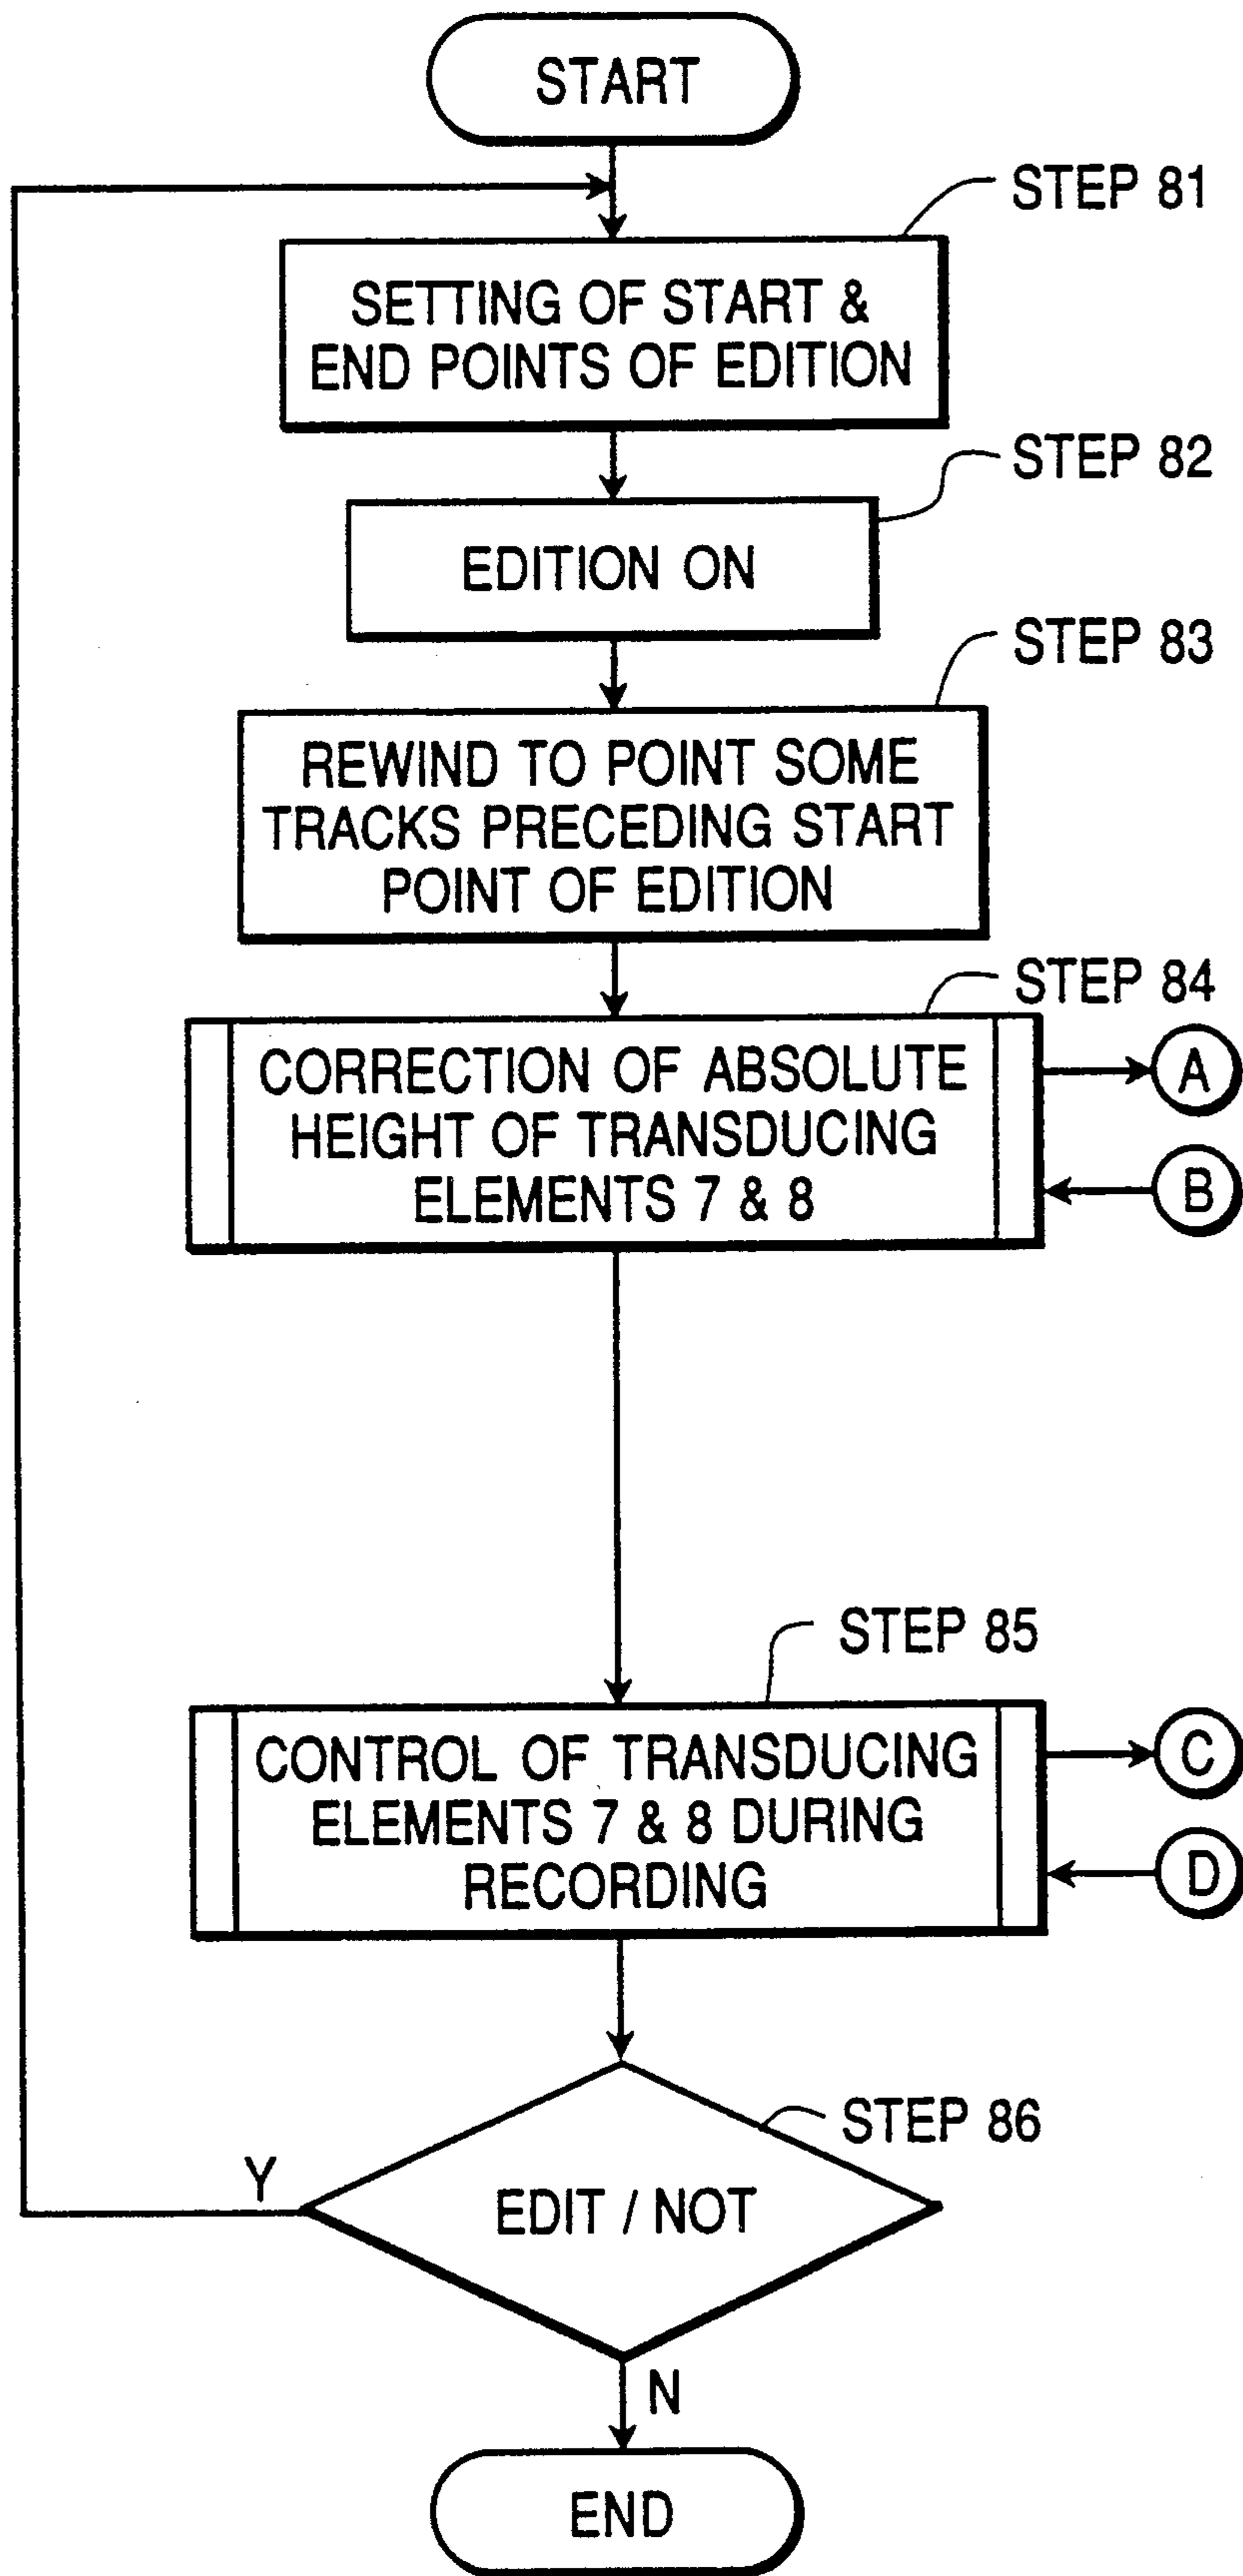 START
STEP 81
SETTING OF START &
END POINTS OF EDITION
STEP 82
EDITION ON
STEP 83
REWIND TO POINT SOME
TRACKS PRECEDING START
POINT OF EDITION
STEP 84
CORRECTION OF ABSOLUTE
HEIGHT OF TRANSDUCING
ELEMENTS 7 & 8
A
B
STEP 85
CONTROL OF TRANSDUCING
ELEMENTS 7 & 8 DURING
RECORDING
C
D
STEP 86
Y
EDIT / NOT
N
END